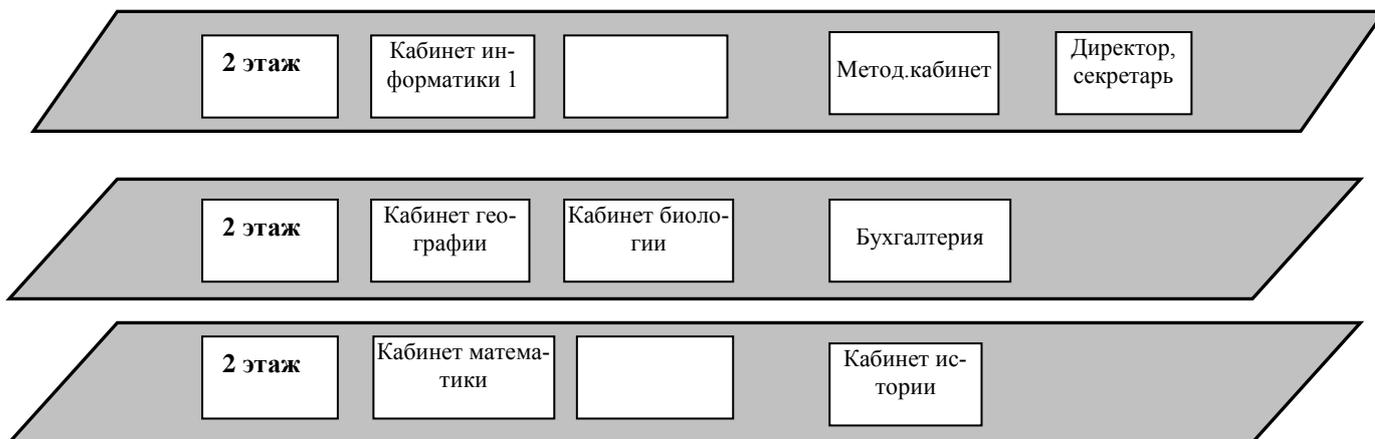 2 этаж
Кабинет ин-
форматики 1
Метод.кабинет
Директор,
секретарь
2 этаж
Кабинет гео-
графии
Кабинет биоло-
гии
Бухгалтерия
2 этаж
Кабинет матема-
тики
Кабинет ис-
тории